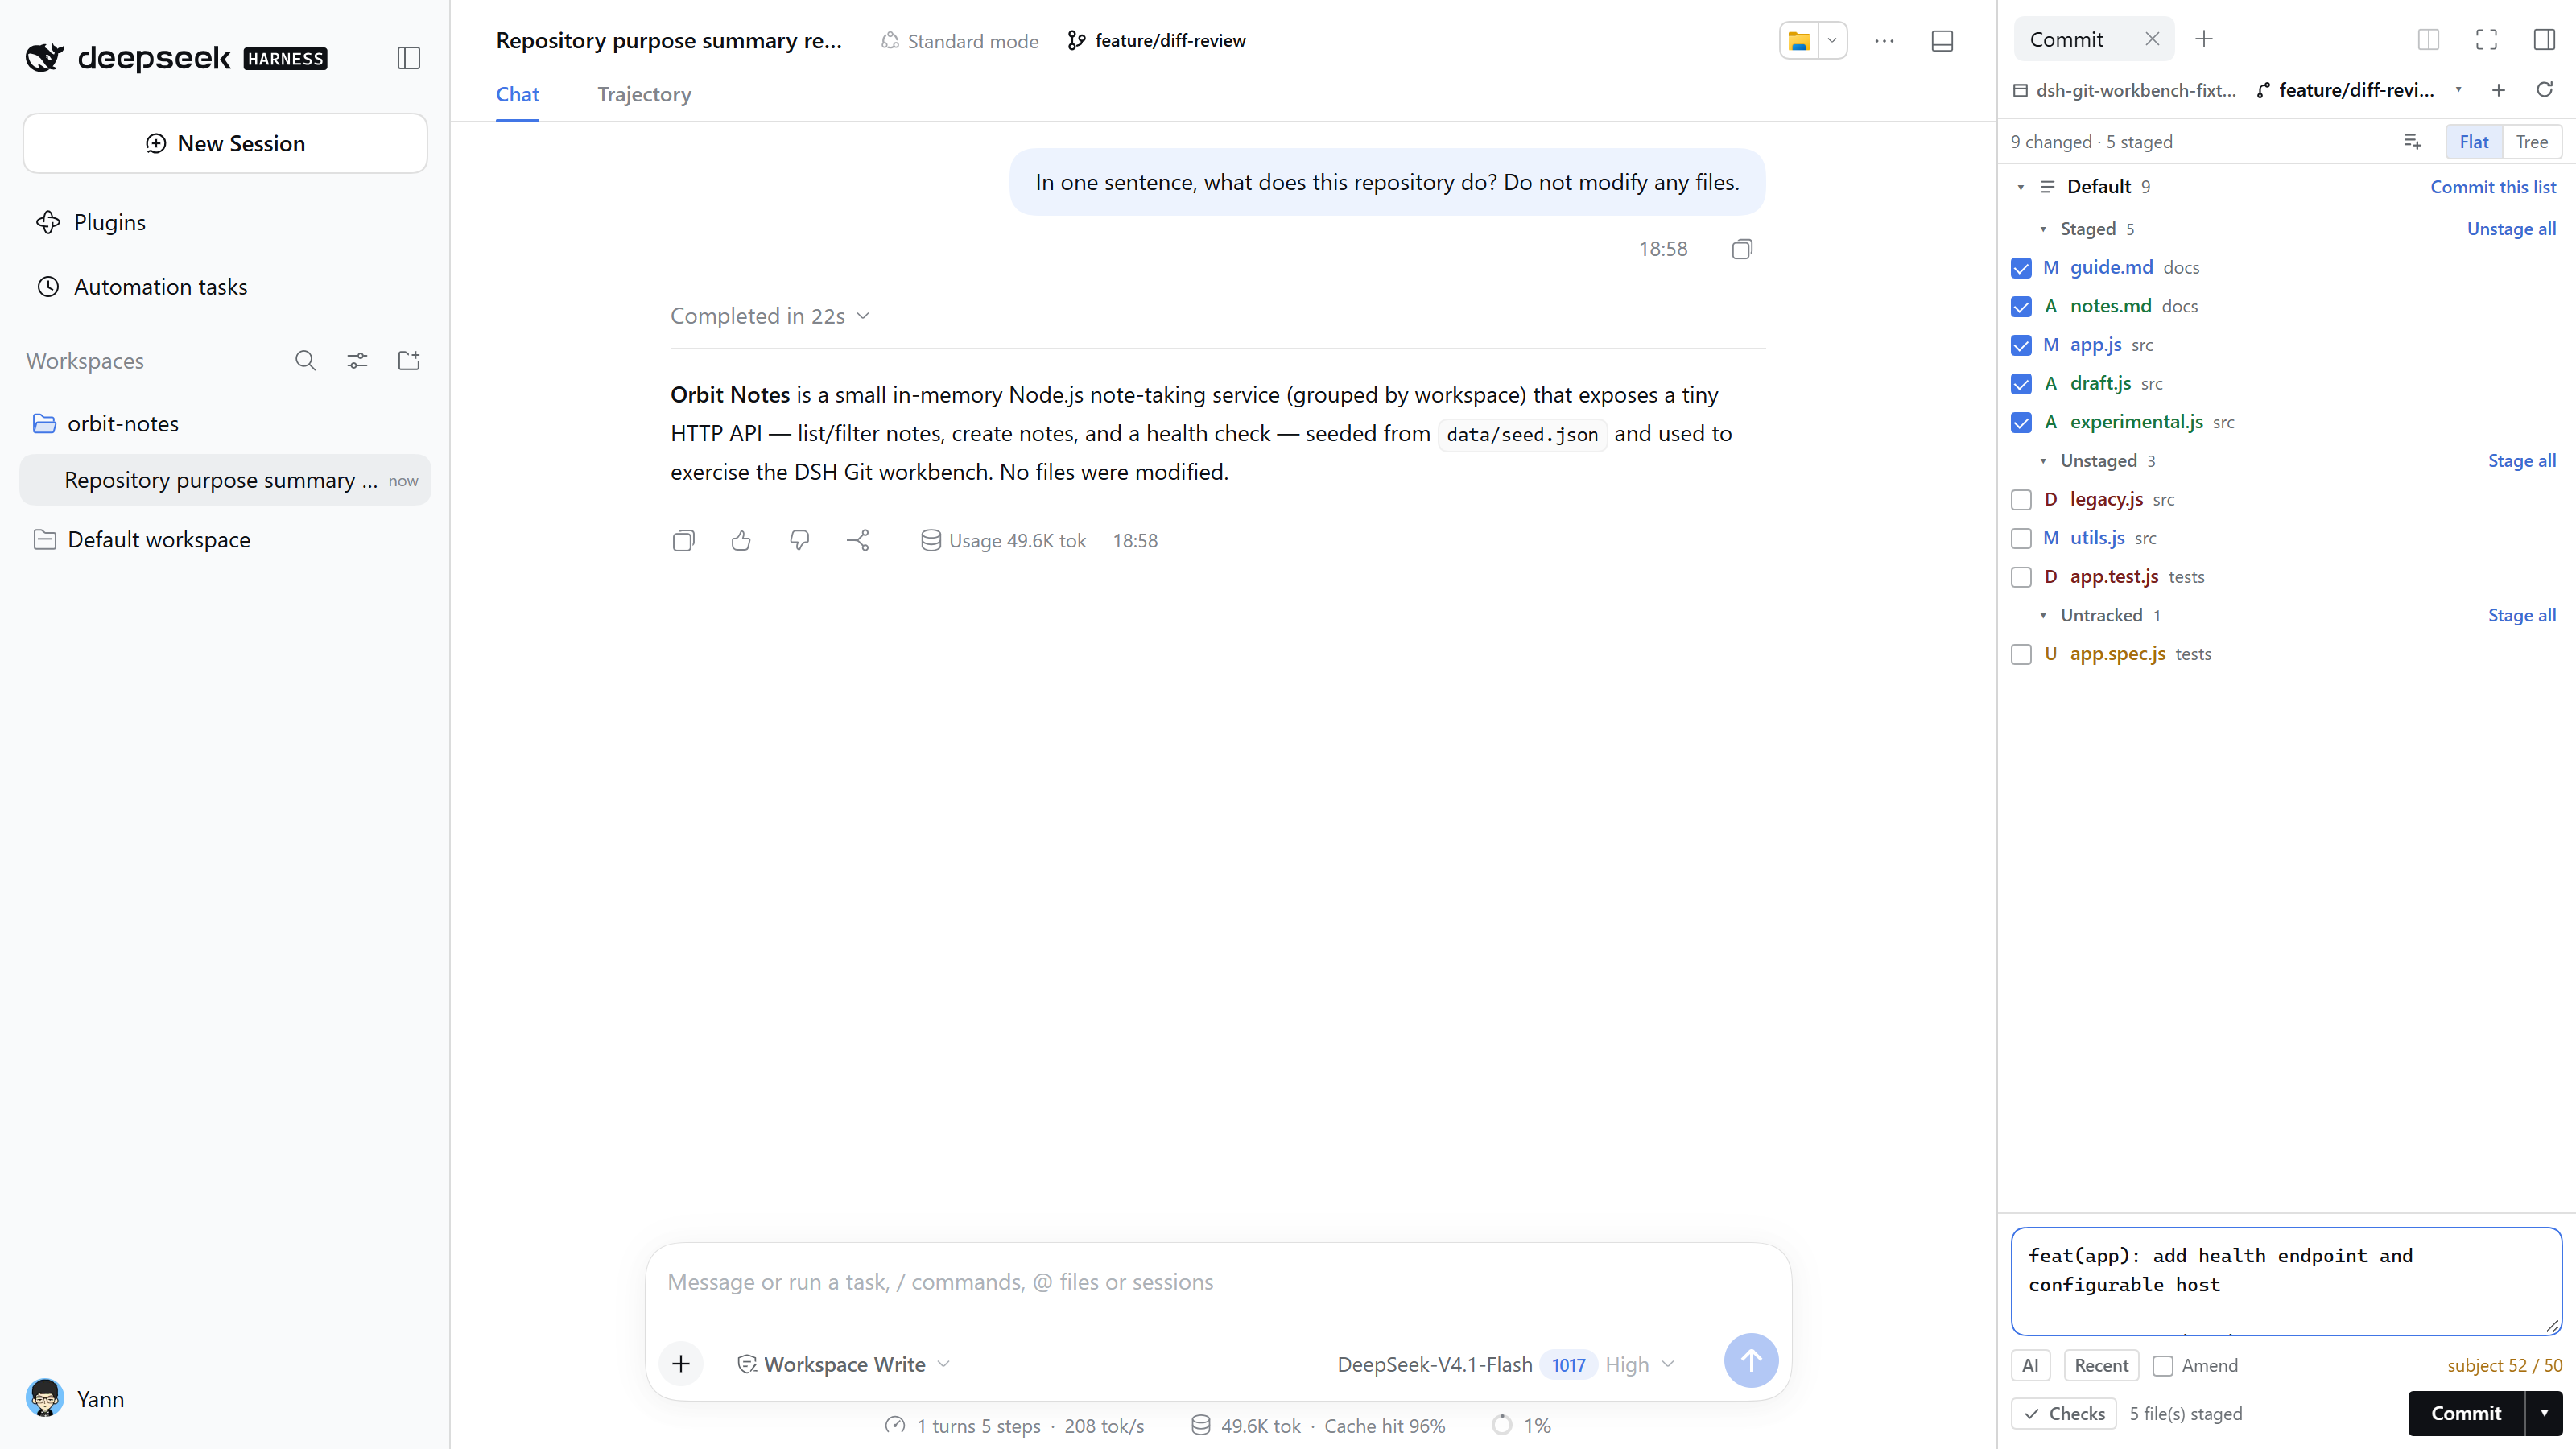 deepseek HARNESS
New Session
Plugins
Automation tasks
Workspaces
orbit-notes
Repository purpose summary ... now
Default workspace
Yann
Repository purpose summary re... Standard mode feature/diff-review
Chat Trajectory
In one sentence, what does this repository do? Do not modify any files.
18:58
Completed in 22s
Orbit Notes is a small in-memory Node.js note-taking service (grouped by workspace) that exposes a tiny
HTTP API — list/filter notes, create notes, and a health check — seeded from data/seed.json and used to
exercise the DSH Git workbench. No files were modified.
Usage 49.6K tok 18:58
Message or run a task, / commands, @ files or sessions
Workspace Write DeepSeek-V4.1-Flash 1017 High
1 turns 5 steps · 208 tok/s 49.6K tok · Cache hit 96% 1%
Commit
dsh-git-workbench-fixt... feature/diff-revi...
9 changed · 5 staged Flat Tree
Default 9 Commit this list
Staged 5 Unstage all
M guide.md docs
A notes.md docs
M app.js src
A draft.js src
A experimental.js src
Unstaged 3 Stage all
D legacy.js src
M utils.js src
D app.test.js tests
Untracked 1 Stage all
U app.spec.js tests
feat(app): add health endpoint and
configurable host
AI Recent Amend subject 52 / 50
Checks 5 file(s) staged Commit